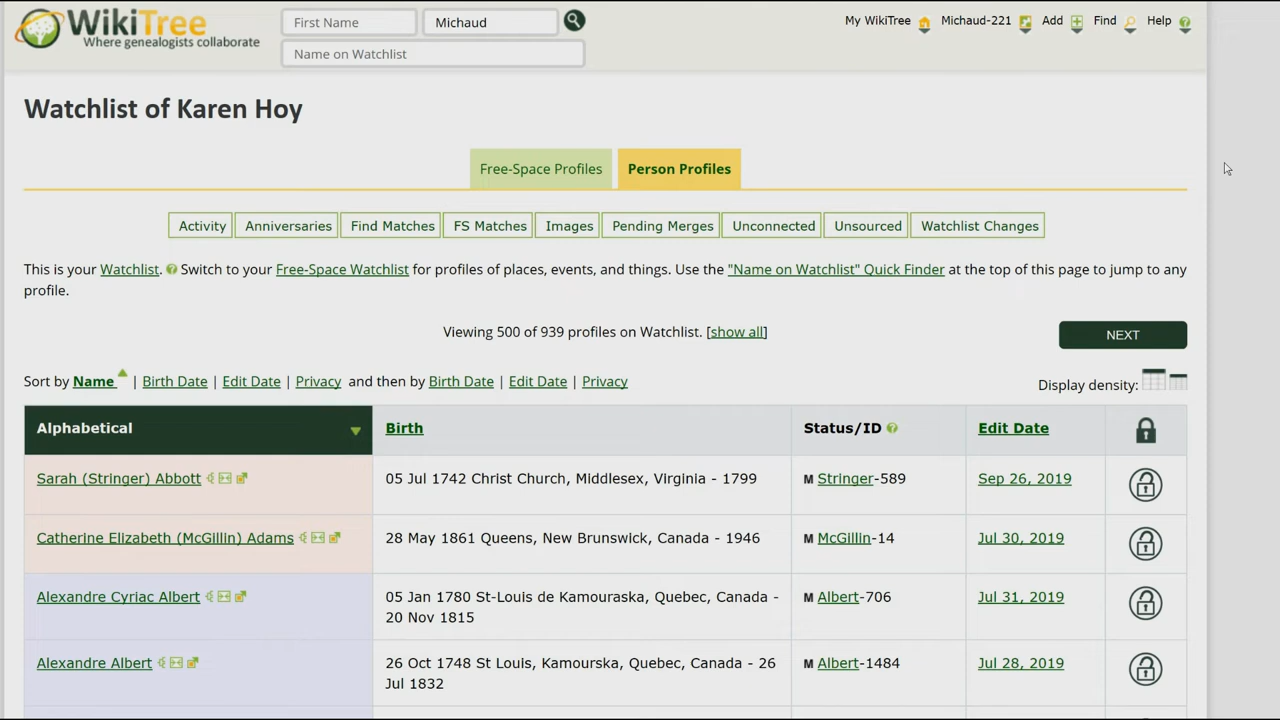 WikiTree
Where genealogists collaborate
First Name
Michaud
Name on Watchlist
My WikiTree
Michaud-221
Add
Find
Help
Watchlist of Karen Hoy
Free-Space Profiles
Person Profiles
Activity
Anniversaries
Find Matches
FS Matches
Images
Pending Merges
Unconnected
Unsourced
Watchlist Changes
This is your Watchlist. ? Switch to your Free-Space Watchlist for profiles of places, events, and things. Use the "Name on Watchlist" Quick Finder at the top of this page to jump to any
profile.
Viewing 500 of 939 profiles on Watchlist. [show all]
NEXT
Sort by Name | Birth Date | Edit Date | Privacy and then by Birth Date | Edit Date | Privacy
Display density:
Alphabetical
Birth
Status/ID ?
Edit Date
Sarah (Stringer) Abbott
05 Jul 1742 Christ Church, Middlesex, Virginia - 1799
M Stringer-589
Sep 26, 2019
Catherine Elizabeth (McGillin) Adams
28 May 1861 Queens, New Brunswick, Canada - 1946
M McGillin-14
Jul 30, 2019
Alexandre Cyriac Albert
05 Jan 1780 St-Louis de Kamouraska, Quebec, Canada -
20 Nov 1815
M Albert-706
Jul 31, 2019
Alexandre Albert
26 Oct 1748 St Louis, Kamourska, Quebec, Canada - 26
Jul 1832
M Albert-1484
Jul 28, 2019